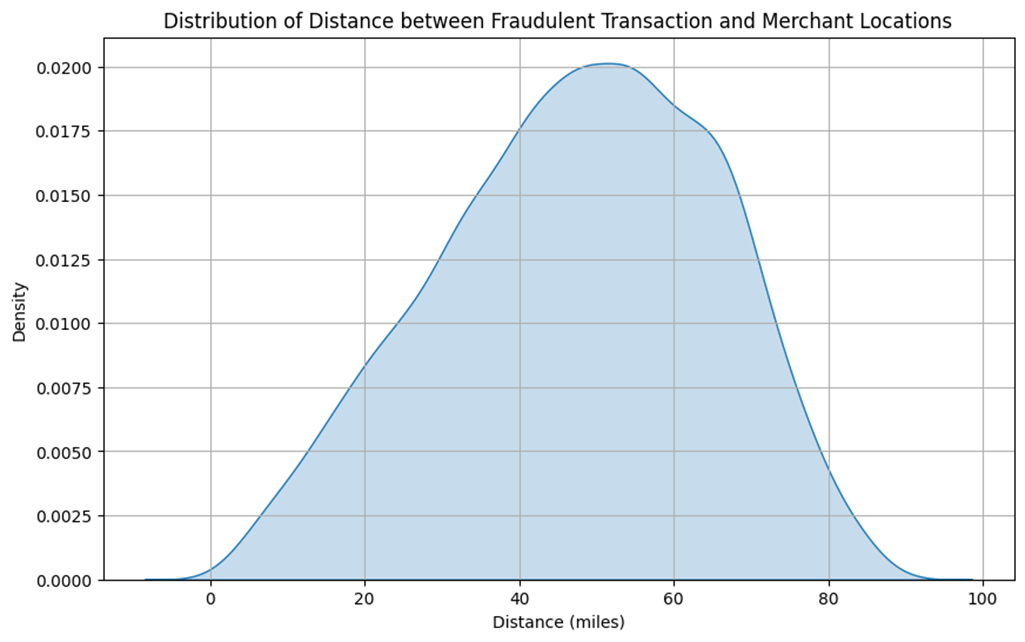 Distribution of Distance between Fraudulent Transaction and Merchant Locations
0.0200
0.0175
0.0150
0.0125
0.0100
0.0075
0.0050
0.0025
0.0000
Density
0 20 40 60 80 100
Distance (miles)